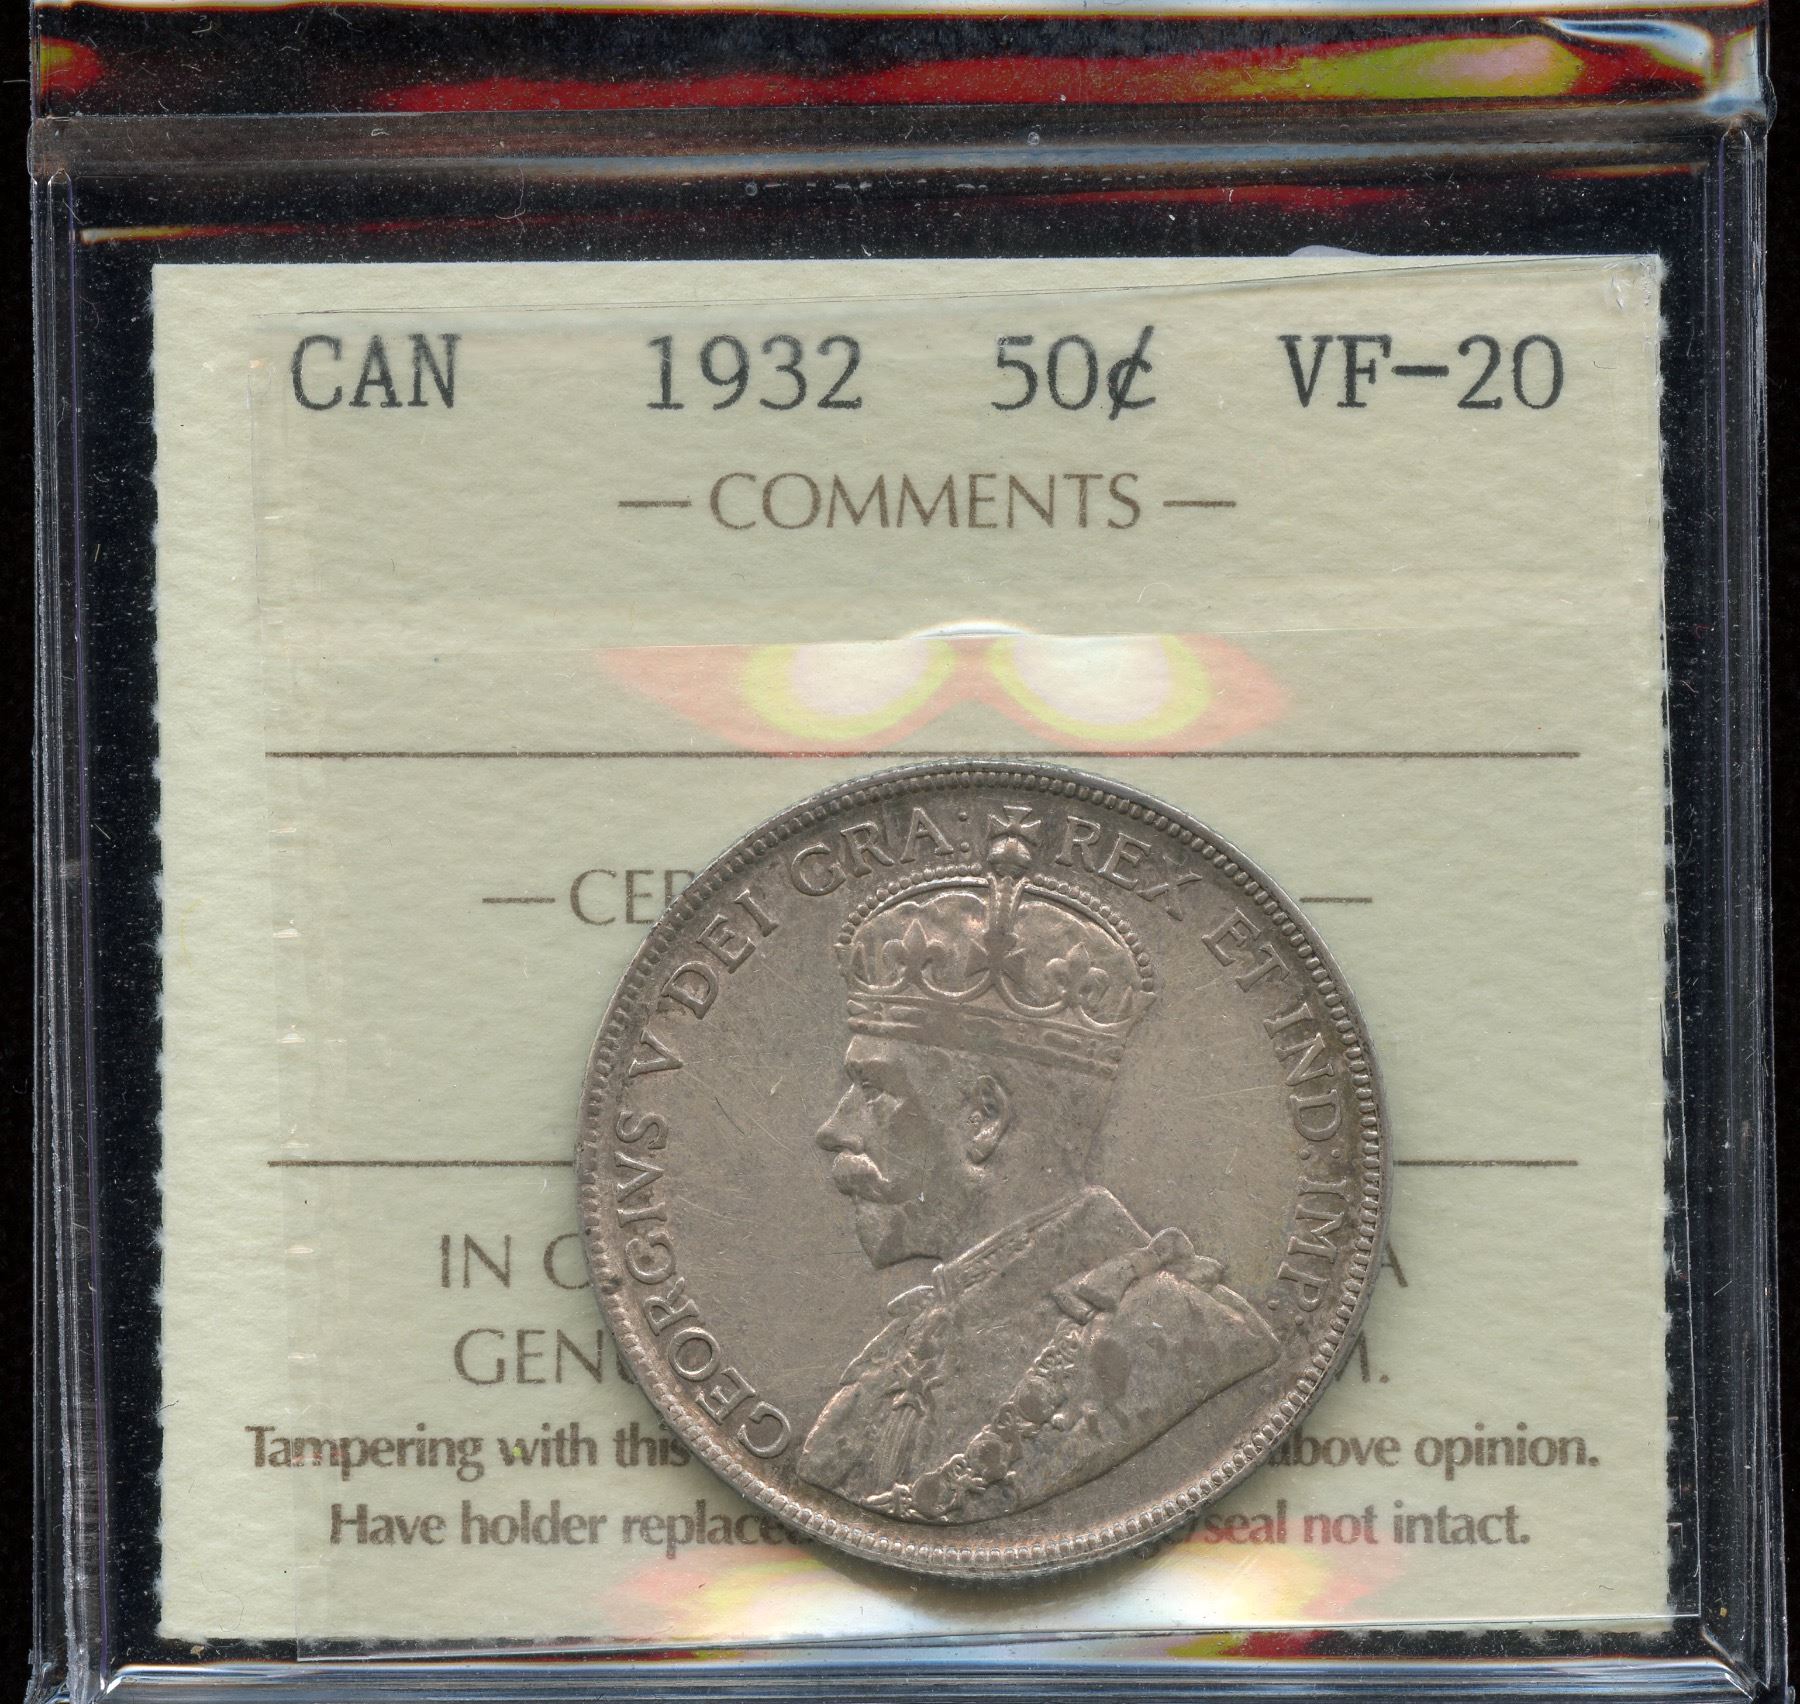 CAN 1932 50¢ VF-20
— COMMENTS —
GEORGIVS V DEI GRA: REX ET IND: IMP:
IN
Tampering with this above opinion.
Have holder seal not intact.